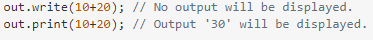 out.write(10+20); // No output will be displayed.
out.print(10+20); // Output '30' will be displayed.